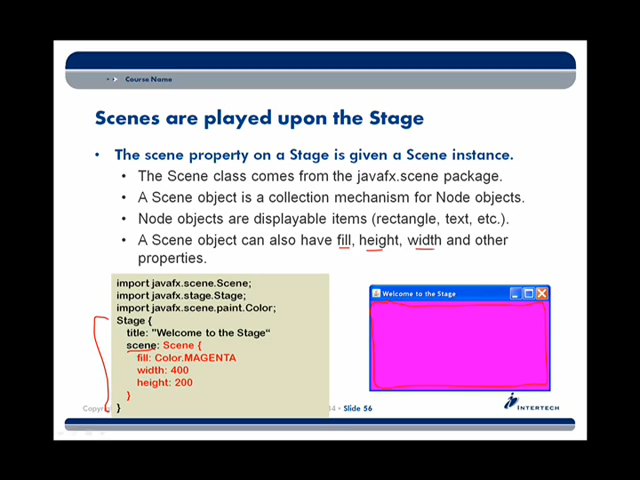 Course Name
Scenes are played upon the Stage
• The scene property on a Stage is given a Scene instance.
• The Scene class comes from the javafx.scene package.
• A Scene object is a collection mechanism for Node objects.
• Node objects are displayable items (rectangle, text, etc.).
• A Scene object can also have fill, height, width and other
properties.
import javafx.scene.Scene;
import javafx.stage.Stage;
import javafx.scene.paint.Color;
Stage {
title: "Welcome to the Stage"
scene: Scene {
fill: Color.MAGENTA
width: 400
height: 200
}
}
Welcome to the Stage
• Slide 56
INTERTECH